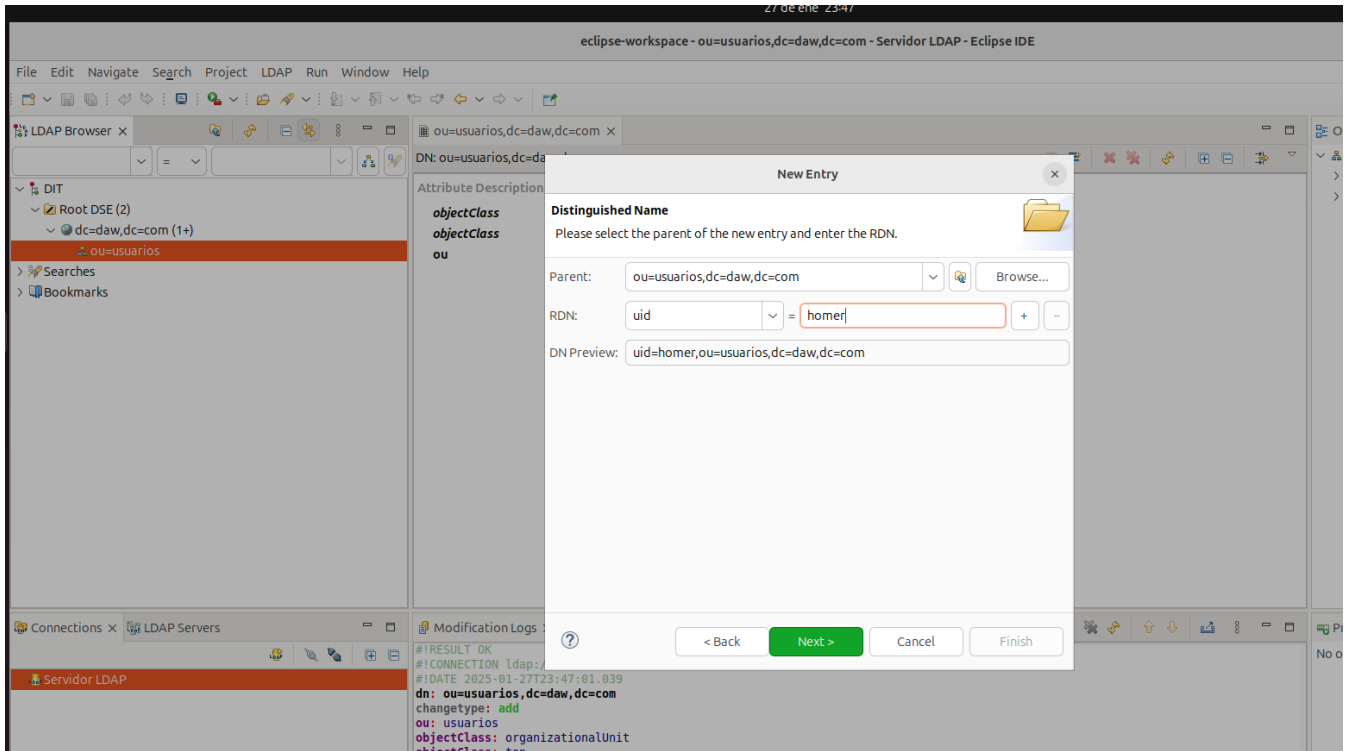 27 de ene 23:47
eclipse-workspace - ou=usuarios,dc=daw,dc=com - Servidor LDAP - Eclipse IDE
File Edit Navigate Search Project LDAP Run Window Help
LDAP Browser
ou=usuarios,dc=daw,dc=com
=
DN: ou=usuarios,dc=da
DIT
Root DSE (2)
dc=daw,dc=com (1+)
ou=usuarios
Searches
Bookmarks
Attribute Description
objectClass
objectClass
ou
New Entry
Distinguished Name
Please select the parent of the new entry and enter the RDN.
Parent: ou=usuarios,dc=daw,dc=com Browse...
RDN: uid = homer + -
DN Preview: uid=homer,ou=usuarios,dc=daw,dc=com
< Back Next > Cancel Finish
Connections LDAP Servers
Servidor LDAP
Modification Logs
#!RESULT OK
#!CONNECTION ldap:/
#!DATE 2025-01-27T23:47:01.039
dn: ou=usuarios,dc=daw,dc=com
changetype: add
ou: usuarios
objectClass: organizationalUnit
objectClass: top
O
Pr
No o